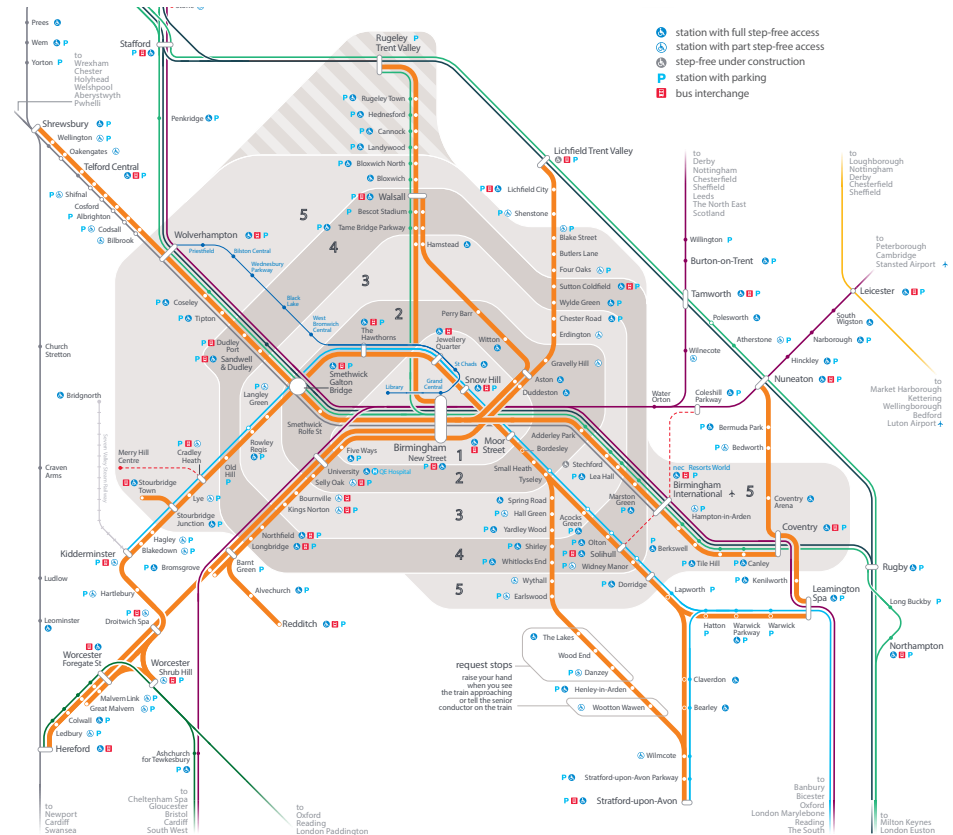 Prees
Wem P
Yorton P
to
Wrexham
Chester
Holyhead
Welshpool
Aberystwyth
Pwhelli
Stafford
P
Penkridge P
Shrewsbury P
Wellington P
Oakengates
Telford Central
P
P Shifnal
Cosford
P Albrighton
P Codsall
Bilbrook
Wolverhampton P
Priestfield
Bilston Central
Wednesbury
Parkway
Black
Lake
West
Bromwich
Central
P Coseley
P Tipton
P Dudley
Port
Sandwell
& Dudley
P Langley
Green
Rowley
Regis
P
Old
Hill
P
Cradley
Heath
P
Merry Hill
Centre
Stourbridge
Town
Lye P
Stourbridge
Junction P
Hagley P
Blakedown P
Kidderminster
P
P Hartlebury
P Bromsgrove
Droitwich Spa
P
Church
Stretton
Bridgnorth
Severn Valley Steam Railway
Craven
Arms
Ludlow
Leominster
Worcester
Foregate St
Worcester
Shrub Hill
P
Malvern Link P
Great Malvern P
Colwall P
Ledbury P
Hereford
to
Newport
Cardiff
Swansea
Ashchurch
for Tewkesbury
P
to
Cheltenham Spa
Gloucester
Bristol
Cardiff
South West
to
Oxford
Reading
London Paddington
Rugeley P
Trent Valley
P Rugeley Town
P Hednesford
P Cannock
P Landywood
P Bloxwich North
Bloxwich
P Walsall
P Bescot Stadium
P Tame Bridge Parkway
Hamstead
Perry Barr
Witton
5
4
3
2
P
The
Hawthorns
Jewellery
Quarter
St Chads
Snow Hill
P
Library
Grand
Central
P
Smethwick
Galton
Bridge
Smethwick
Rolfe St
Birmingham
New Street
P
Moor
Street
1
2
3
4
5
Five Ways
P
University QE Hospital
Selly Oak P
Bournville
Kings Norton P
Northfield P
Longbridge P
Barnt
Green P
Alvechurch P
Redditch P
Lichfield Trent Valley
P
P Lichfield City
P Shenstone
P
Blake Street
Butlers Lane
Four Oaks P
Sutton Coldfield P
Wylde Green P
Chester Road P
Erdington
Gravelly Hill
Aston
Duddeston
Adderley Park
Bordesley
Small Heath
Tyseley
Stechford
P Lea Hall
Marston
Green
P
nec Resorts World
P
Birmingham
International
5
P
Hampton-in-Arden
Spring Road
P Hall Green
P Yardley Wood
P Shirley
P Whitlocks End
P Wythall
P Earlswood
Acocks
Green
P
P Olton
P Solihull
P Widney Manor
P Dorridge
Lapworth P
P
Berkswell
P Tile Hill
P Canley
Coventry P
Coventry
Arena
P Kenilworth
Leamington
Spa P
Hatton
P
Warwick
Parkway
P
Warwick
P
Claverdon
Bearley
Wilmcote
P Stratford-upon-Avon Parkway
P Stratford-upon-Avon
request stops
raise your hand
when you see
the train approaching
or tell the senior
conductor on the train
The Lakes
Wood End
P Danzey
P Henley-in-Arden
Wootton Wawen
station with full step-free access
station with part step-free access
step-free under construction
P station with parking
bus interchange
to
Derby
Nottingham
Chesterfield
Sheffield
Leeds
The North East
Scotland
Willington P
Burton-on-Trent P
Tamworth P
Polesworth
Wilnecote
P
Atherstone P
Water
Orton
Coleshill P
Parkway
Nuneaton P
P Bermuda Park
P Bedworth
Hinckley P
Narborough P
South
Wigston
Leicester P
to
Loughborough
Nottingham
Derby
Chesterfield
Sheffield
to
Peterborough
Cambridge
Stansted Airport
to
Market Harborough
Kettering
Wellingborough
Bedford
Luton Airport
Rugby P
Long Buckby P
Northampton
P
to
Banbury
Bicester
Oxford
London Marylebone
Reading
The South
to
Milton Keynes
London Euston